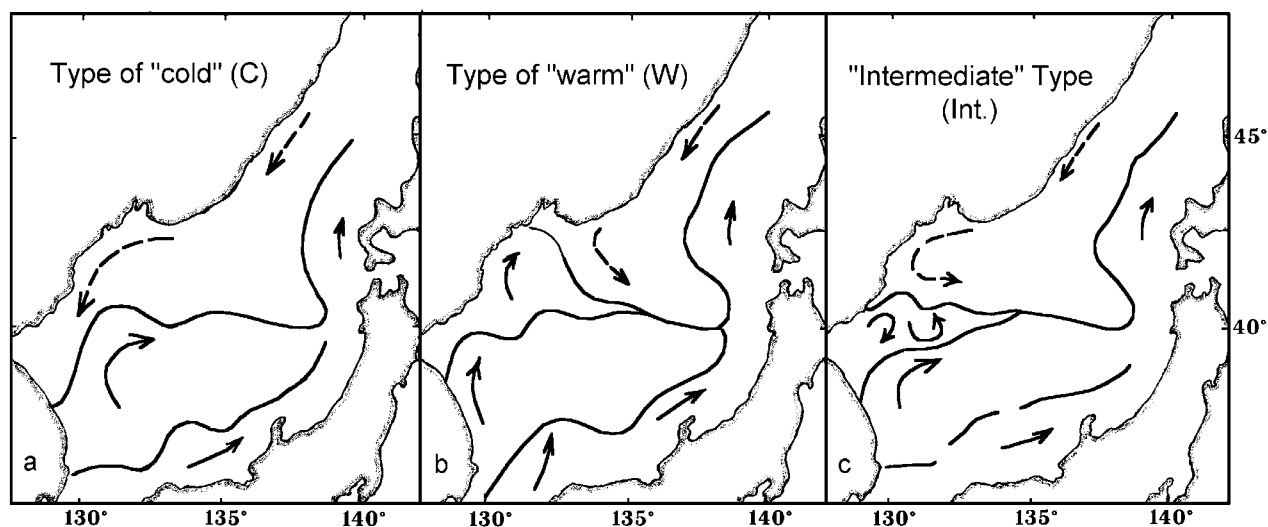 Type of "cold" (C)
Type of "warm" (W)
"Intermediate" Type
(Int.)
45°
40°
a
b
c
130°
135°
140°
130°
135°
140°
130°
135°
140°